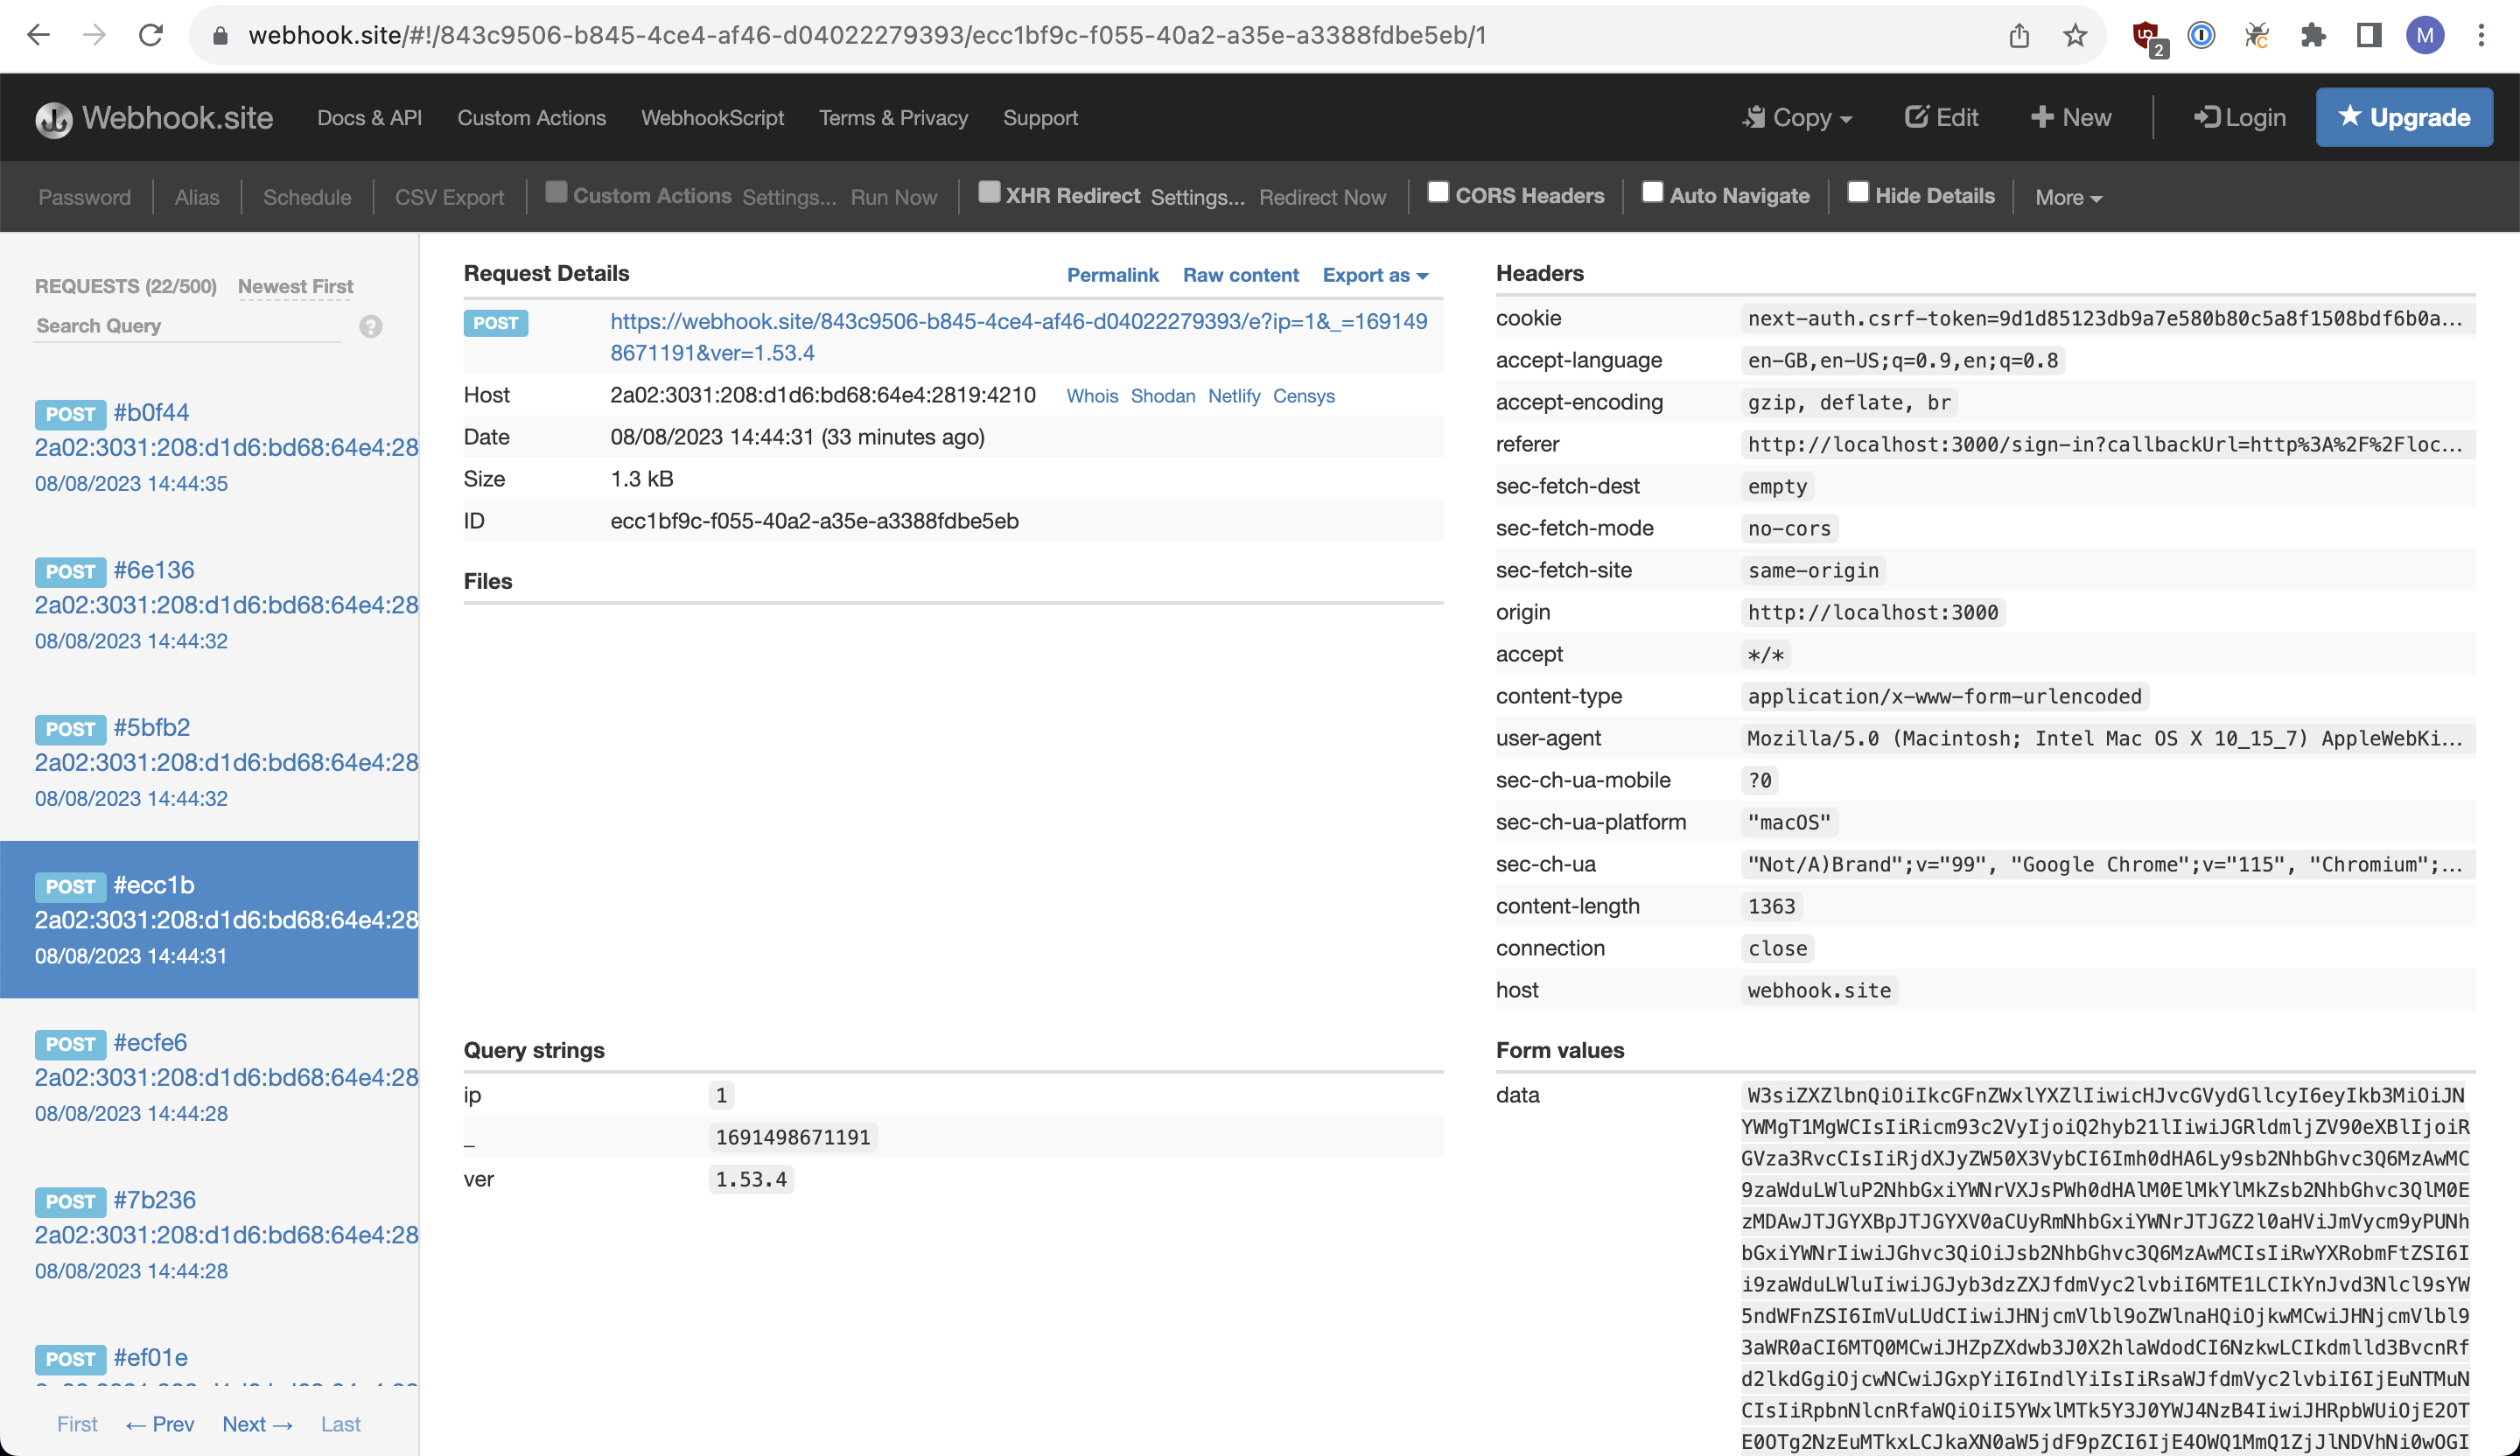 webhook.site/#!/843c9506-b845-4ce4-af46-d04022279393/ecc1bf9c-f055-40a2-a35e-a3388fdbe5eb/1
2
M
Webhook.site Docs & API Custom Actions WebhookScript Terms & Privacy Support Copy Edit New Login Upgrade
Password Alias Schedule CSV Export Custom Actions Settings... Run Now XHR Redirect Settings... Redirect Now CORS Headers Auto Navigate Hide Details More
REQUESTS (22/500) Newest First
Search Query ?
POST #b0f44
2a02:3031:208:d1d6:bd68:64e4:28
08/08/2023 14:44:35
POST #6e136
2a02:3031:208:d1d6:bd68:64e4:28
08/08/2023 14:44:32
POST #5bfb2
2a02:3031:208:d1d6:bd68:64e4:28
08/08/2023 14:44:32
POST #ecc1b
2a02:3031:208:d1d6:bd68:64e4:28
08/08/2023 14:44:31
POST #ecfe6
2a02:3031:208:d1d6:bd68:64e4:28
08/08/2023 14:44:28
POST #7b236
2a02:3031:208:d1d6:bd68:64e4:28
08/08/2023 14:44:28
POST #ef01e
First ← Prev Next → Last
Request Details Permalink Raw content Export as
POST https://webhook.site/843c9506-b845-4ce4-af46-d04022279393/e?ip=1&_=169149
8671191&ver=1.53.4
Host 2a02:3031:208:d1d6:bd68:64e4:2819:4210 Whois Shodan Netlify Censys
Date 08/08/2023 14:44:31 (33 minutes ago)
Size 1.3 kB
ID ecc1bf9c-f055-40a2-a35e-a3388fdbe5eb
Files
Query strings
ip 1
_ 1691498671191
ver 1.53.4
Headers
cookie next-auth.csrf-token=9d1d85123db9a7e580b80c5a8f1508bdf6b0a...
accept-language en-GB,en-US;q=0.9,en;q=0.8
accept-encoding gzip, deflate, br
referer http://localhost:3000/sign-in?callbackUrl=http%3A%2F%2Floc...
sec-fetch-dest empty
sec-fetch-mode no-cors
sec-fetch-site same-origin
origin http://localhost:3000
accept */*
content-type application/x-www-form-urlencoded
user-agent Mozilla/5.0 (Macintosh; Intel Mac OS X 10_15_7) AppleWebKi...
sec-ch-ua-mobile ?0
sec-ch-ua-platform "macOS"
sec-ch-ua "Not/A)Brand";v="99", "Google Chrome";v="115", "Chromium";...
content-length 1363
connection close
host webhook.site
Form values
data W3siZXZlbnQiOiIkcGFnZWxlYXZlIiwicHJvcGVydGllcyI6eyIkb3MiOiJN
YWMgT1MgWCIsIiRicm93c2VyIjoiQ2hyb21lIiwiJGRldmljZV90eXBlIjoiR
GVza3RvcCIsIiRjdXJyZW50X3VybCI6Imh0dHA6Ly9sb2NhbGhvc3Q6MzAwMC
9zaWduLWluP2NhbGxiYWNrVXJsPWh0dHAlM0ElMkYlMkZsb2NhbGhvc3QlM0E
zMDAwJTJGYXBpJTJGYXV0aCUyRmNhbGxiYWNrJTJGZ2l0aHViJmVycm9yPUNh
bGxiYWNrIiwiJGhvc3QiOiJsb2NhbGhvc3Q6MzAwMCIsIiRwYXRobmFtZSI6I
i9zaWduLWluIiwiJGJyb3dzZXJfdmVyc2lvbiI6MTE1LCIkYnJvd3Nlcl9sYW
5ndWFnZSI6ImVuLUdCIiwiJHNjcmVlbl9oZWlnaHQiOjkwMCwiJHNjcmVlbl9
3aWR0aCI6MTQ0MCwiJHZpZXdwb3J0X2hlaWdodCI6NzkwLCIkdmlld3BvcnRf
d2lkdGgiOjcwNCwiJGxpYiI6IndlYiIsIiRsaWJfdmVyc2lvbiI6IjEuNTMuN
CIsIiRpbnNlcnRfaWQiOiI5YWxlMTk5Y3J0YWJ4NzB4IiwiJHRpbWUiOjE2OT
E0OTg2NzEuMTkxLCJkaXN0aW5jdF9pZCI6IjE4OWQ1MmQ1ZjJlNDVhNi0wOGI